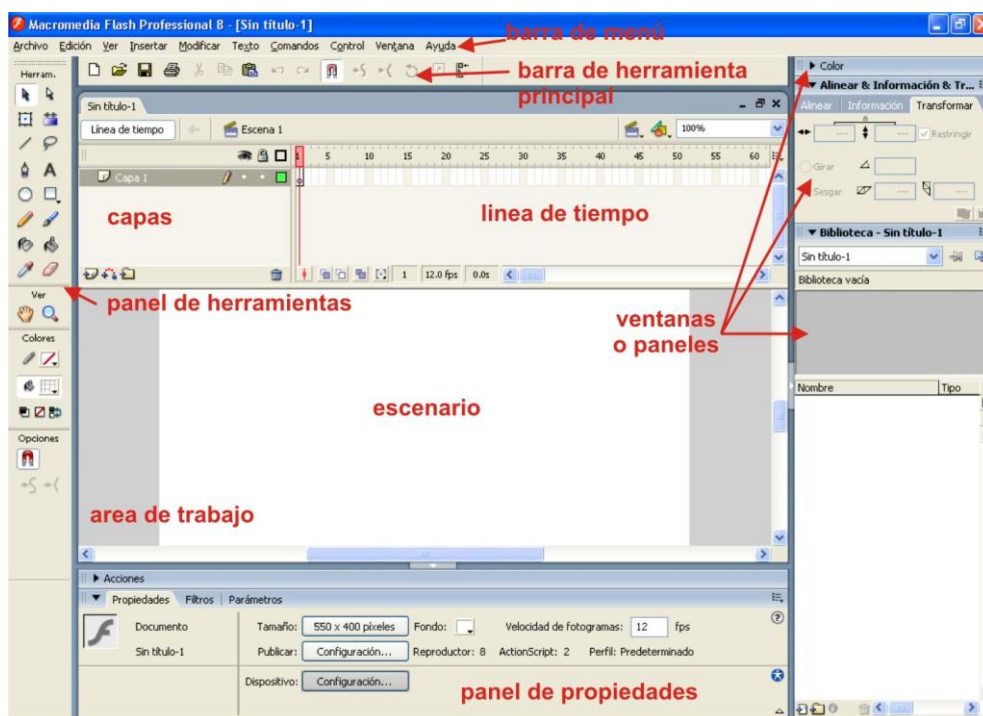 Macromedia Flash Professional 8 - [Sin título-1]
Archivo Edición Ver Insertar Modificar Texto Comandos Control Ventana Ayuda
barra de menú
Herram.
barra de herramienta
principal
Color
Alinear & Información & Tr...
Alinear Información Transformar
Sin título-1
Línea de tiempo
Escena 1
100%
Restringir
1 5 10 15 20 25 30 35 40 45 50 55 60
Capa 1
Girar
Sesgar
capas
linea de tiempo
Biblioteca - Sin título-1
Sin título-1
1 12.0 fps 0.0s
Biblioteca vacía
Ver
panel de herramientas
ventanas
o paneles
Colores
Nombre Tipo
escenario
Opciones
area de trabajo
Acciones
Propiedades Filtros Parámetros
Documento
Tamaño: 550 x 400 píxeles Fondo: Velocidad de fotogramas: 12 fps
Sin título-1
Publicar: Configuración... Reproductor: 8 ActionScript: 2 Perfil: Predeterminado
Dispositivo: Configuración...
panel de propiedades